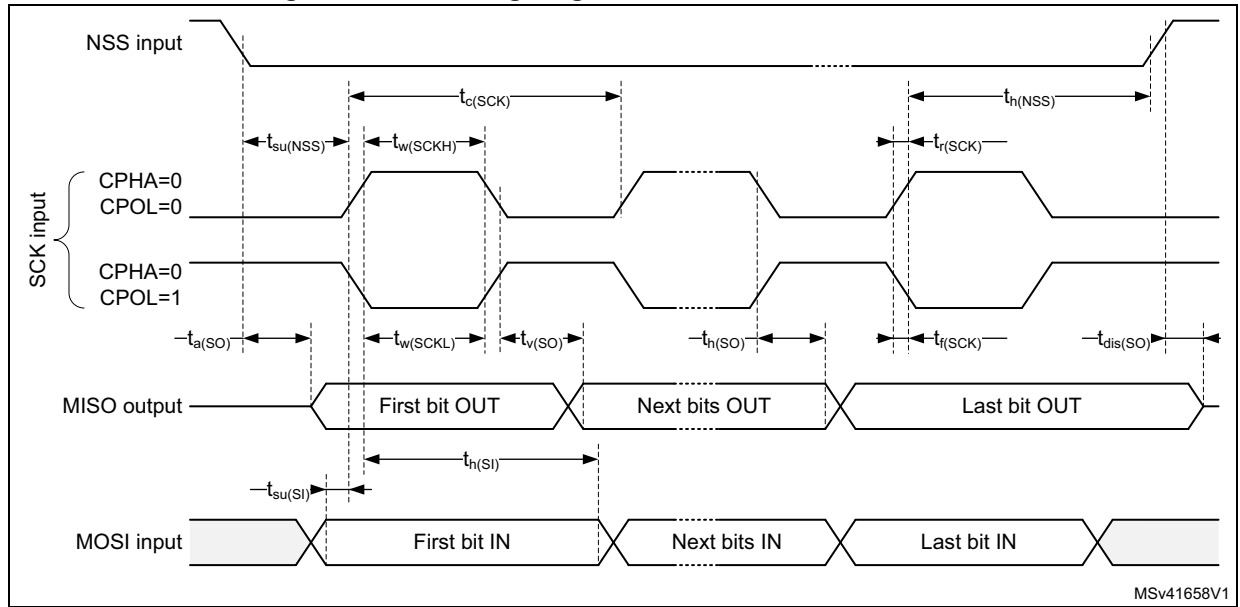 NSS input
tc(SCK)
th(NSS)
tsu(NSS)
tw(SCKH)
tr(SCK)
CPHA=0
CPOL=0
SCK input
CPHA=0
CPOL=1
ta(SO)
tw(SCKL)
tv(SO)
th(SO)
tf(SCK)
tdis(SO)
MISO output
First bit OUT
Next bits OUT
Last bit OUT
th(SI)
tsu(SI)
MOSI input
First bit IN
Next bits IN
Last bit IN
MSv41658V1